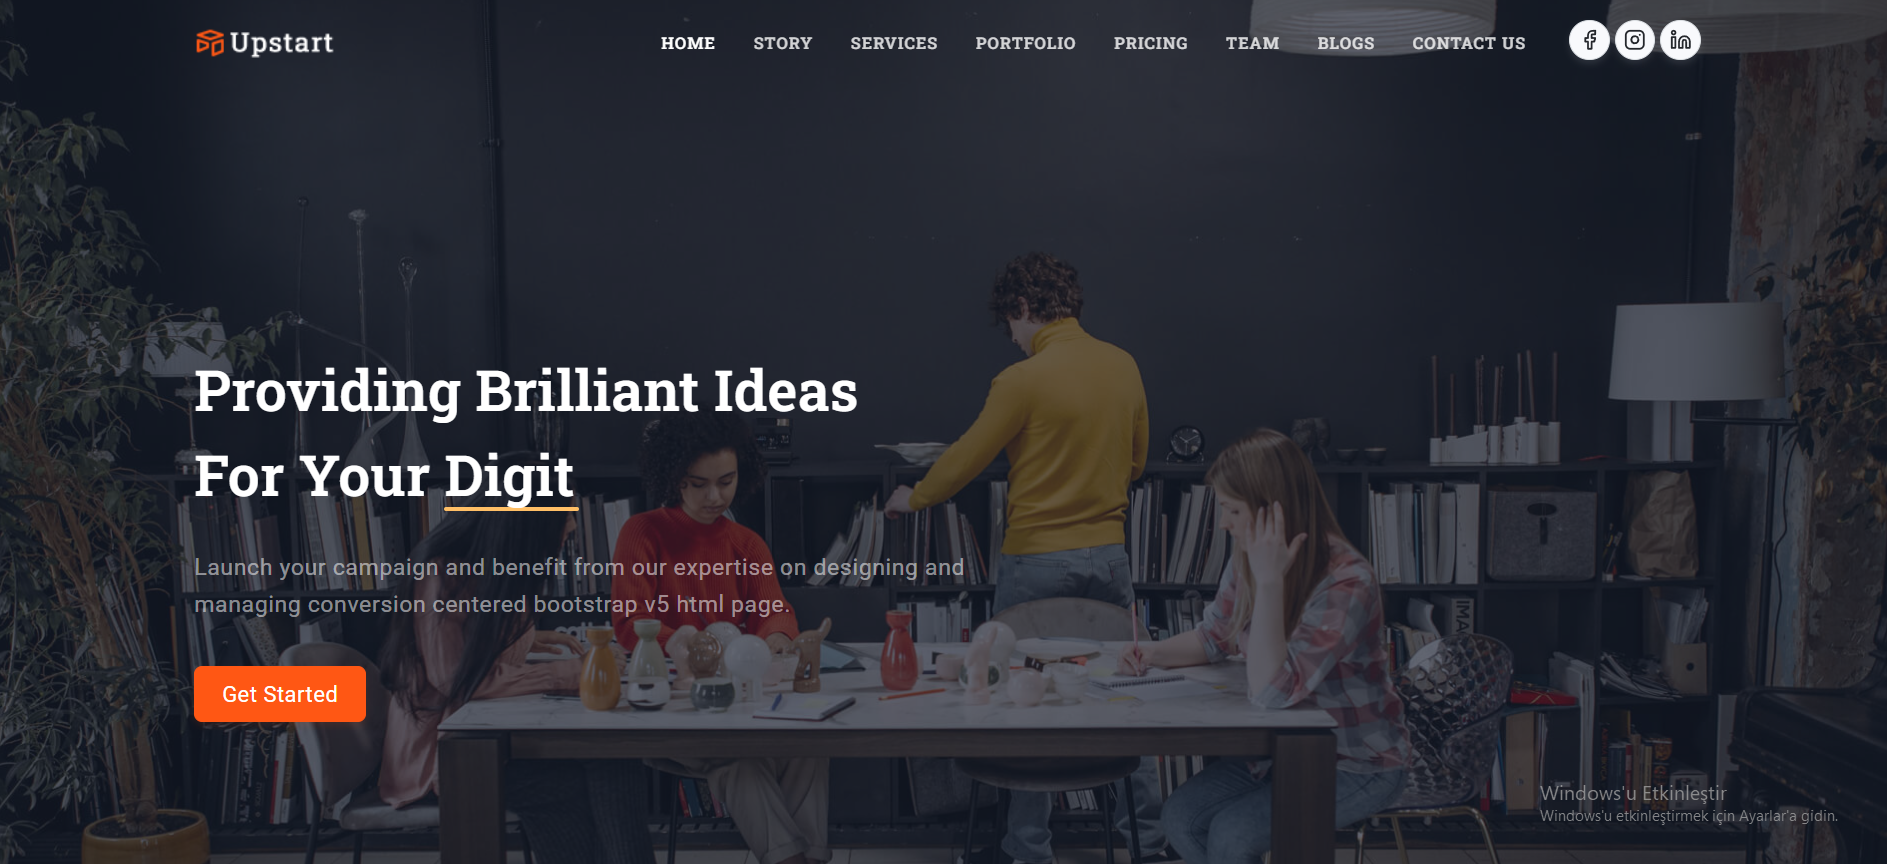 Upstart
HOME STORY SERVICES PORTFOLIO PRICING TEAM BLOGS CONTACT US
Providing Brilliant Ideas
For Your Digit
Launch your campaign and benefit from our expertise on designing and
managing conversion centered bootstrap v5 html page.
Get Started
Windows'u Etkinleştir
Windows'u etkinleştirmek için Ayarlar'a gidin.